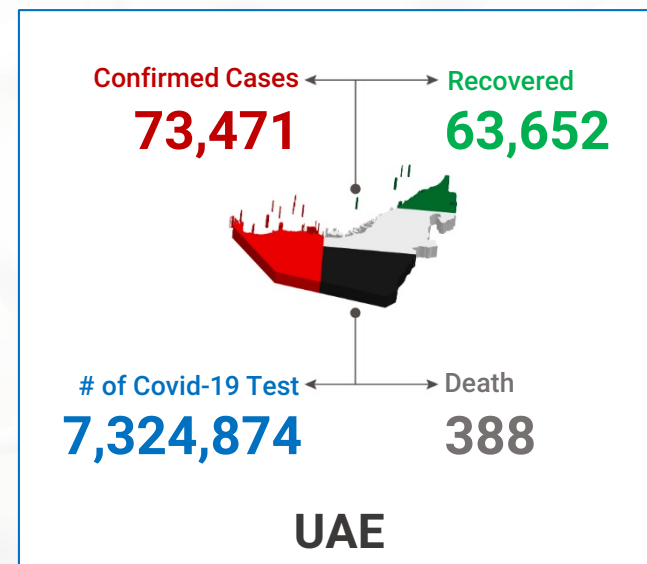 Confirmed Cases
73,471
Recovered
63,652
# of Covid-19 Test
7,324,874
Death
388
UAE